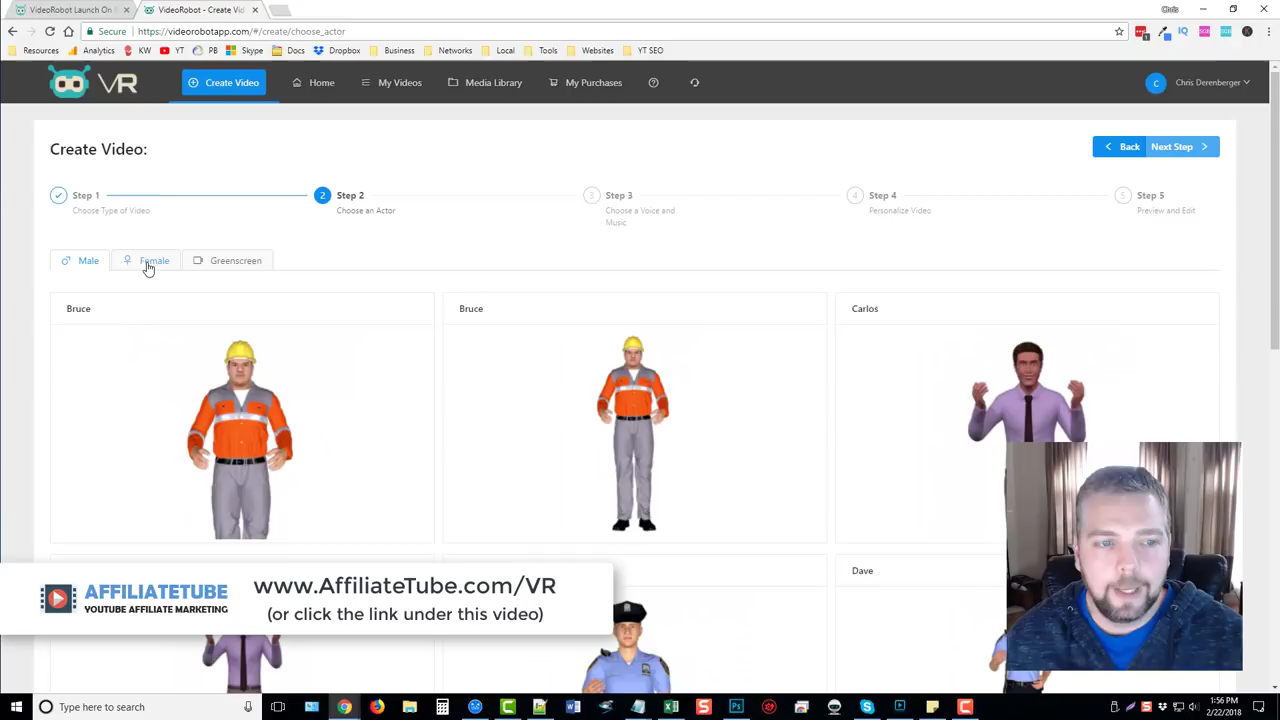 VideoRobot Launch On
VideoRobot - Create Vid
Chris
Secure
https://videorobotapp.com/#/create/choose_actor
Resources
Analytics
KW
YT
PB
Skype
Docs
Dropbox
Business
Networks
Local
Tools
Websites
YT SEO
VR
Create Video
Home
My Videos
Media Library
My Purchases
C
Chris Derenberger
Create Video:
Back
Next Step
Step 1
Choose Type of Video
2
Step 2
Choose an Actor
3
Step 3
Choose a Voice and
Music
4
Step 4
Personalize Video
5
Step 5
Preview and Edit
Male
Female
Greenscreen
Bruce
Bruce
Carlos
Dave
AFFILIATETUBE
YOUTUBE AFFILIATE MARKETING
www.AffiliateTube.com/VR
(or click the link under this video)
Type here to search
1:56 PM
2/22/2018